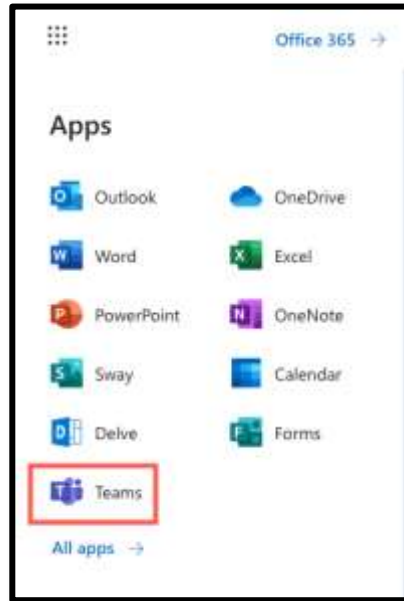 Office 365 →
Apps
Outlook OneDrive
Word Excel
PowerPoint OneNote
Sway Calendar
Delve Forms
Teams
All apps →